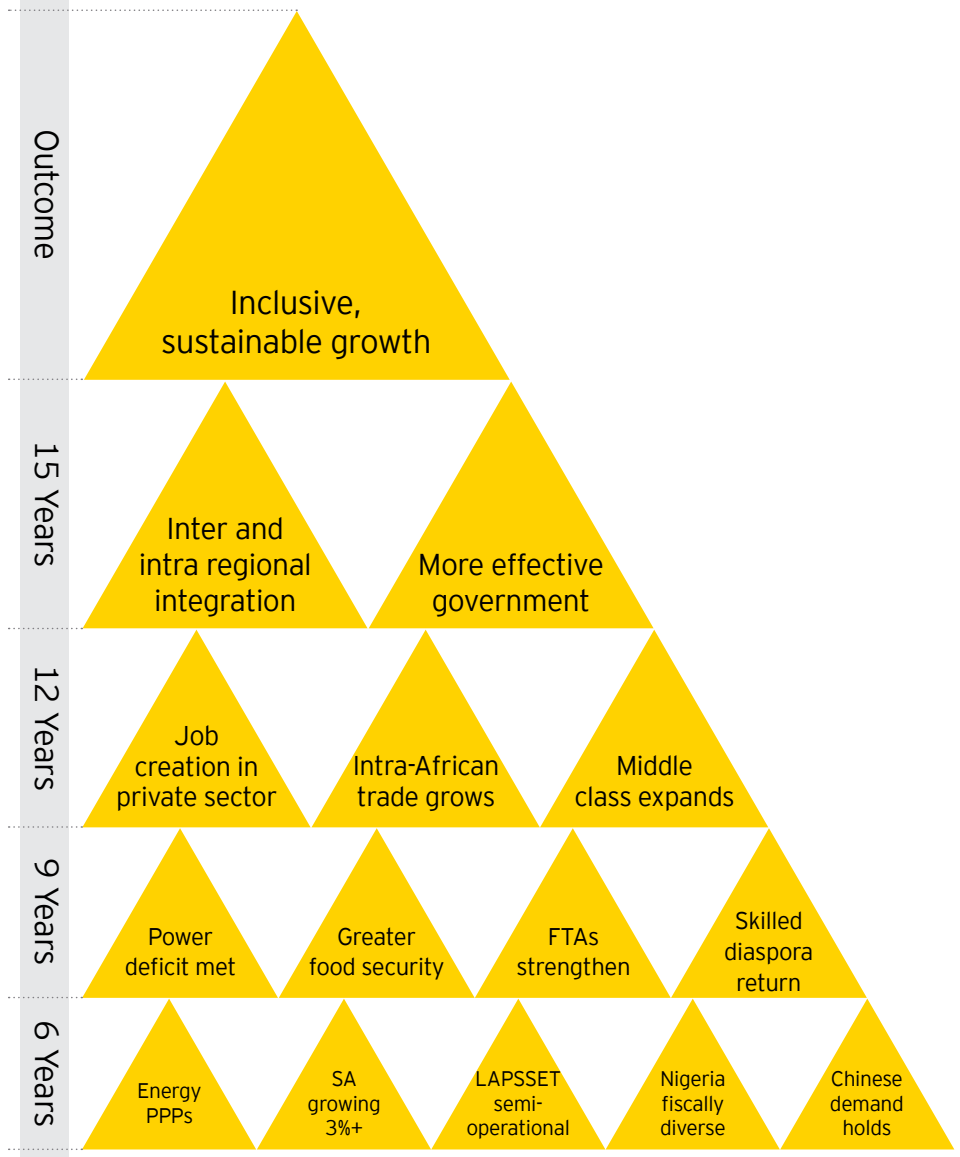 Outcome
Inclusive,
sustainable growth
15 Years
Inter and
intra regional
integration
More effective
government
12 Years
Job
creation in
private sector
Intra-African
trade grows
Middle
class expands
9 Years
Power
deficit met
Greater
food security
FTAs
strengthen
Skilled
diaspora
return
6 Years
Energy
PPPs
SA
growing
3%+
LAPSSET
semi-
operational
Nigeria
fiscally
diverse
Chinese
demand
holds